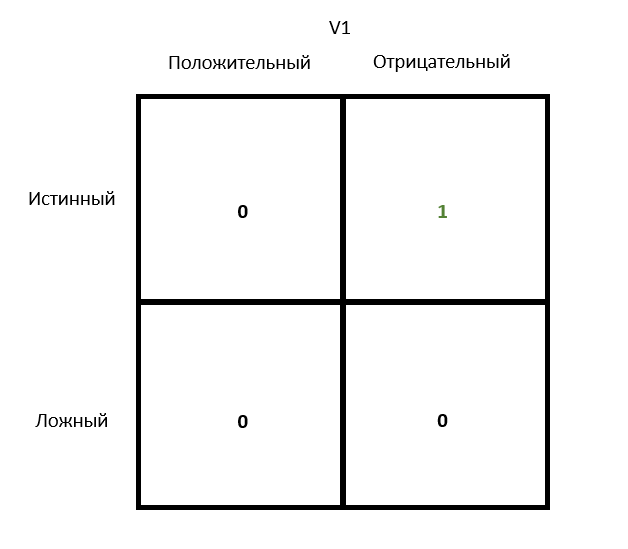 V1
Положительный Отрицательный
Истинный 0 1
Ложный 0 0